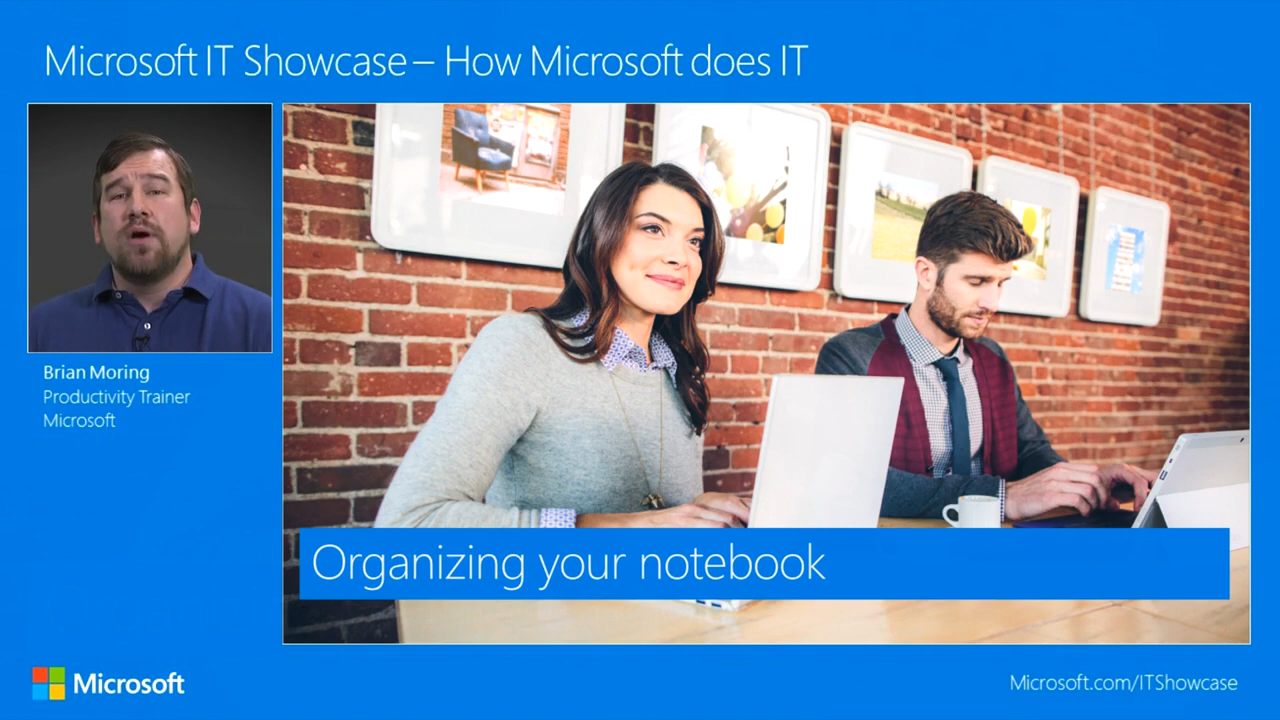 Microsoft IT Showcase – How Microsoft does IT
Brian Moring
Productivity Trainer
Microsoft
Organizing your notebook
Microsoft
Microsoft.com/ITShowcase